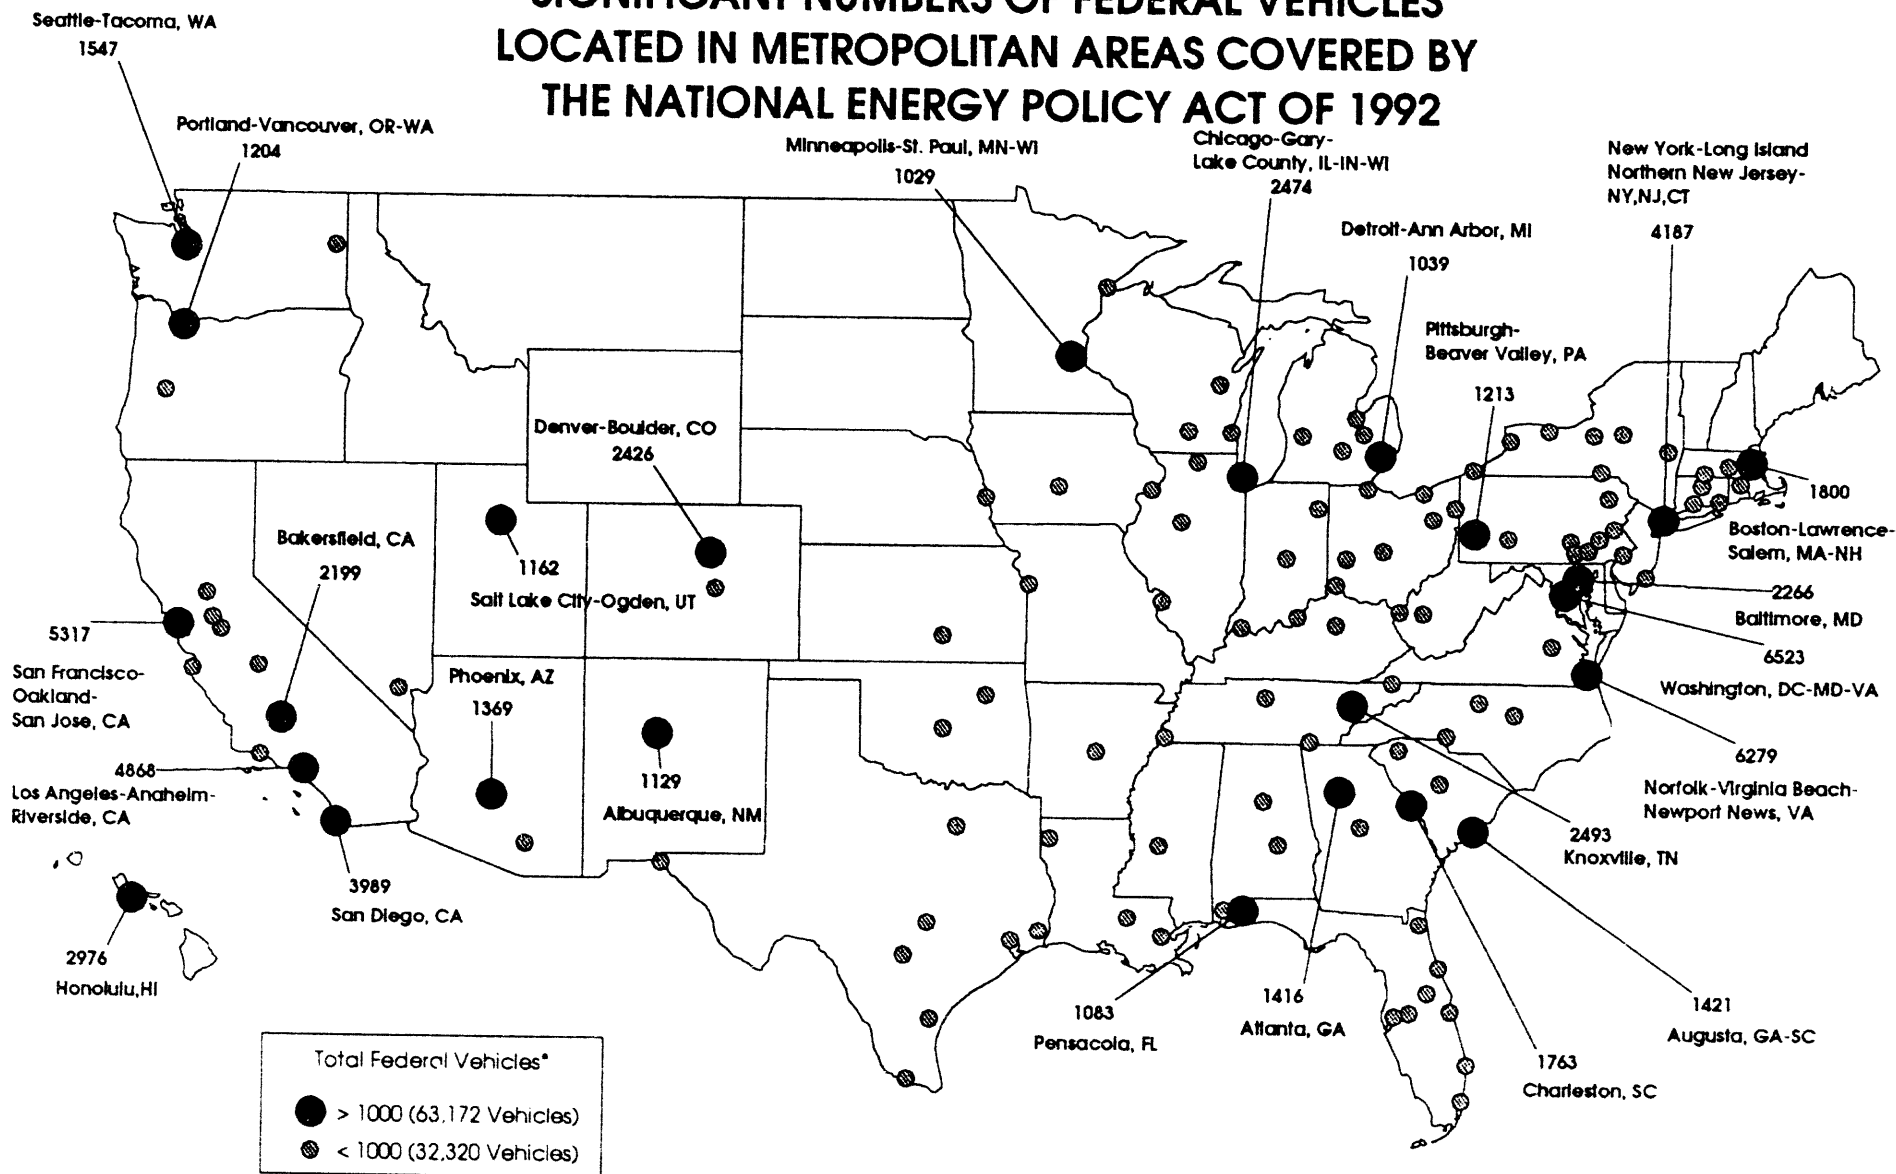 SIGNIFICANT NUMBERS OF FEDERAL VEHICLES
LOCATED IN METROPOLITAN AREAS COVERED BY
THE NATIONAL ENERGY POLICY ACT OF 1992
Seattle-Tacoma, WA
1547
Portland-Vancouver, OR-WA
1204
Minneapolis-St. Paul, MN-WI
1029
Chicago-Gary-
Lake County, IL-IN-WI
2474
New York-Long Island
Northern New Jersey-
NY,NJ,CT
4187
Detroit-Ann Arbor, MI
1039
Pittsburgh-
Beaver Valley, PA
1213
Denver-Boulder, CO
2426
1800
Boston-Lawrence-
Salem, MA-NH
Bakersfield, CA
2199
1162
Salt Lake City-Ogden, UT
2266
Baltimore, MD
5317
San Francisco-
Oakland-
San Jose, CA
6523
Washington, DC-MD-VA
Phoenix, AZ
1369
1129
Albuquerque, NM
6279
Norfolk-Virginia Beach-
Newport News, VA
4868
Los Angeles-Anaheim-
Riverside, CA
2493
Knoxville, TN
3989
San Diego, CA
2976
Honolulu,HI
1083
Pensacola, FL
1416
Atlanta, GA
1421
Augusta, GA-SC
1763
Charleston, SC
Total Federal Vehicles*
> 1000 (63,172 Vehicles)
< 1000 (32,320 Vehicles)